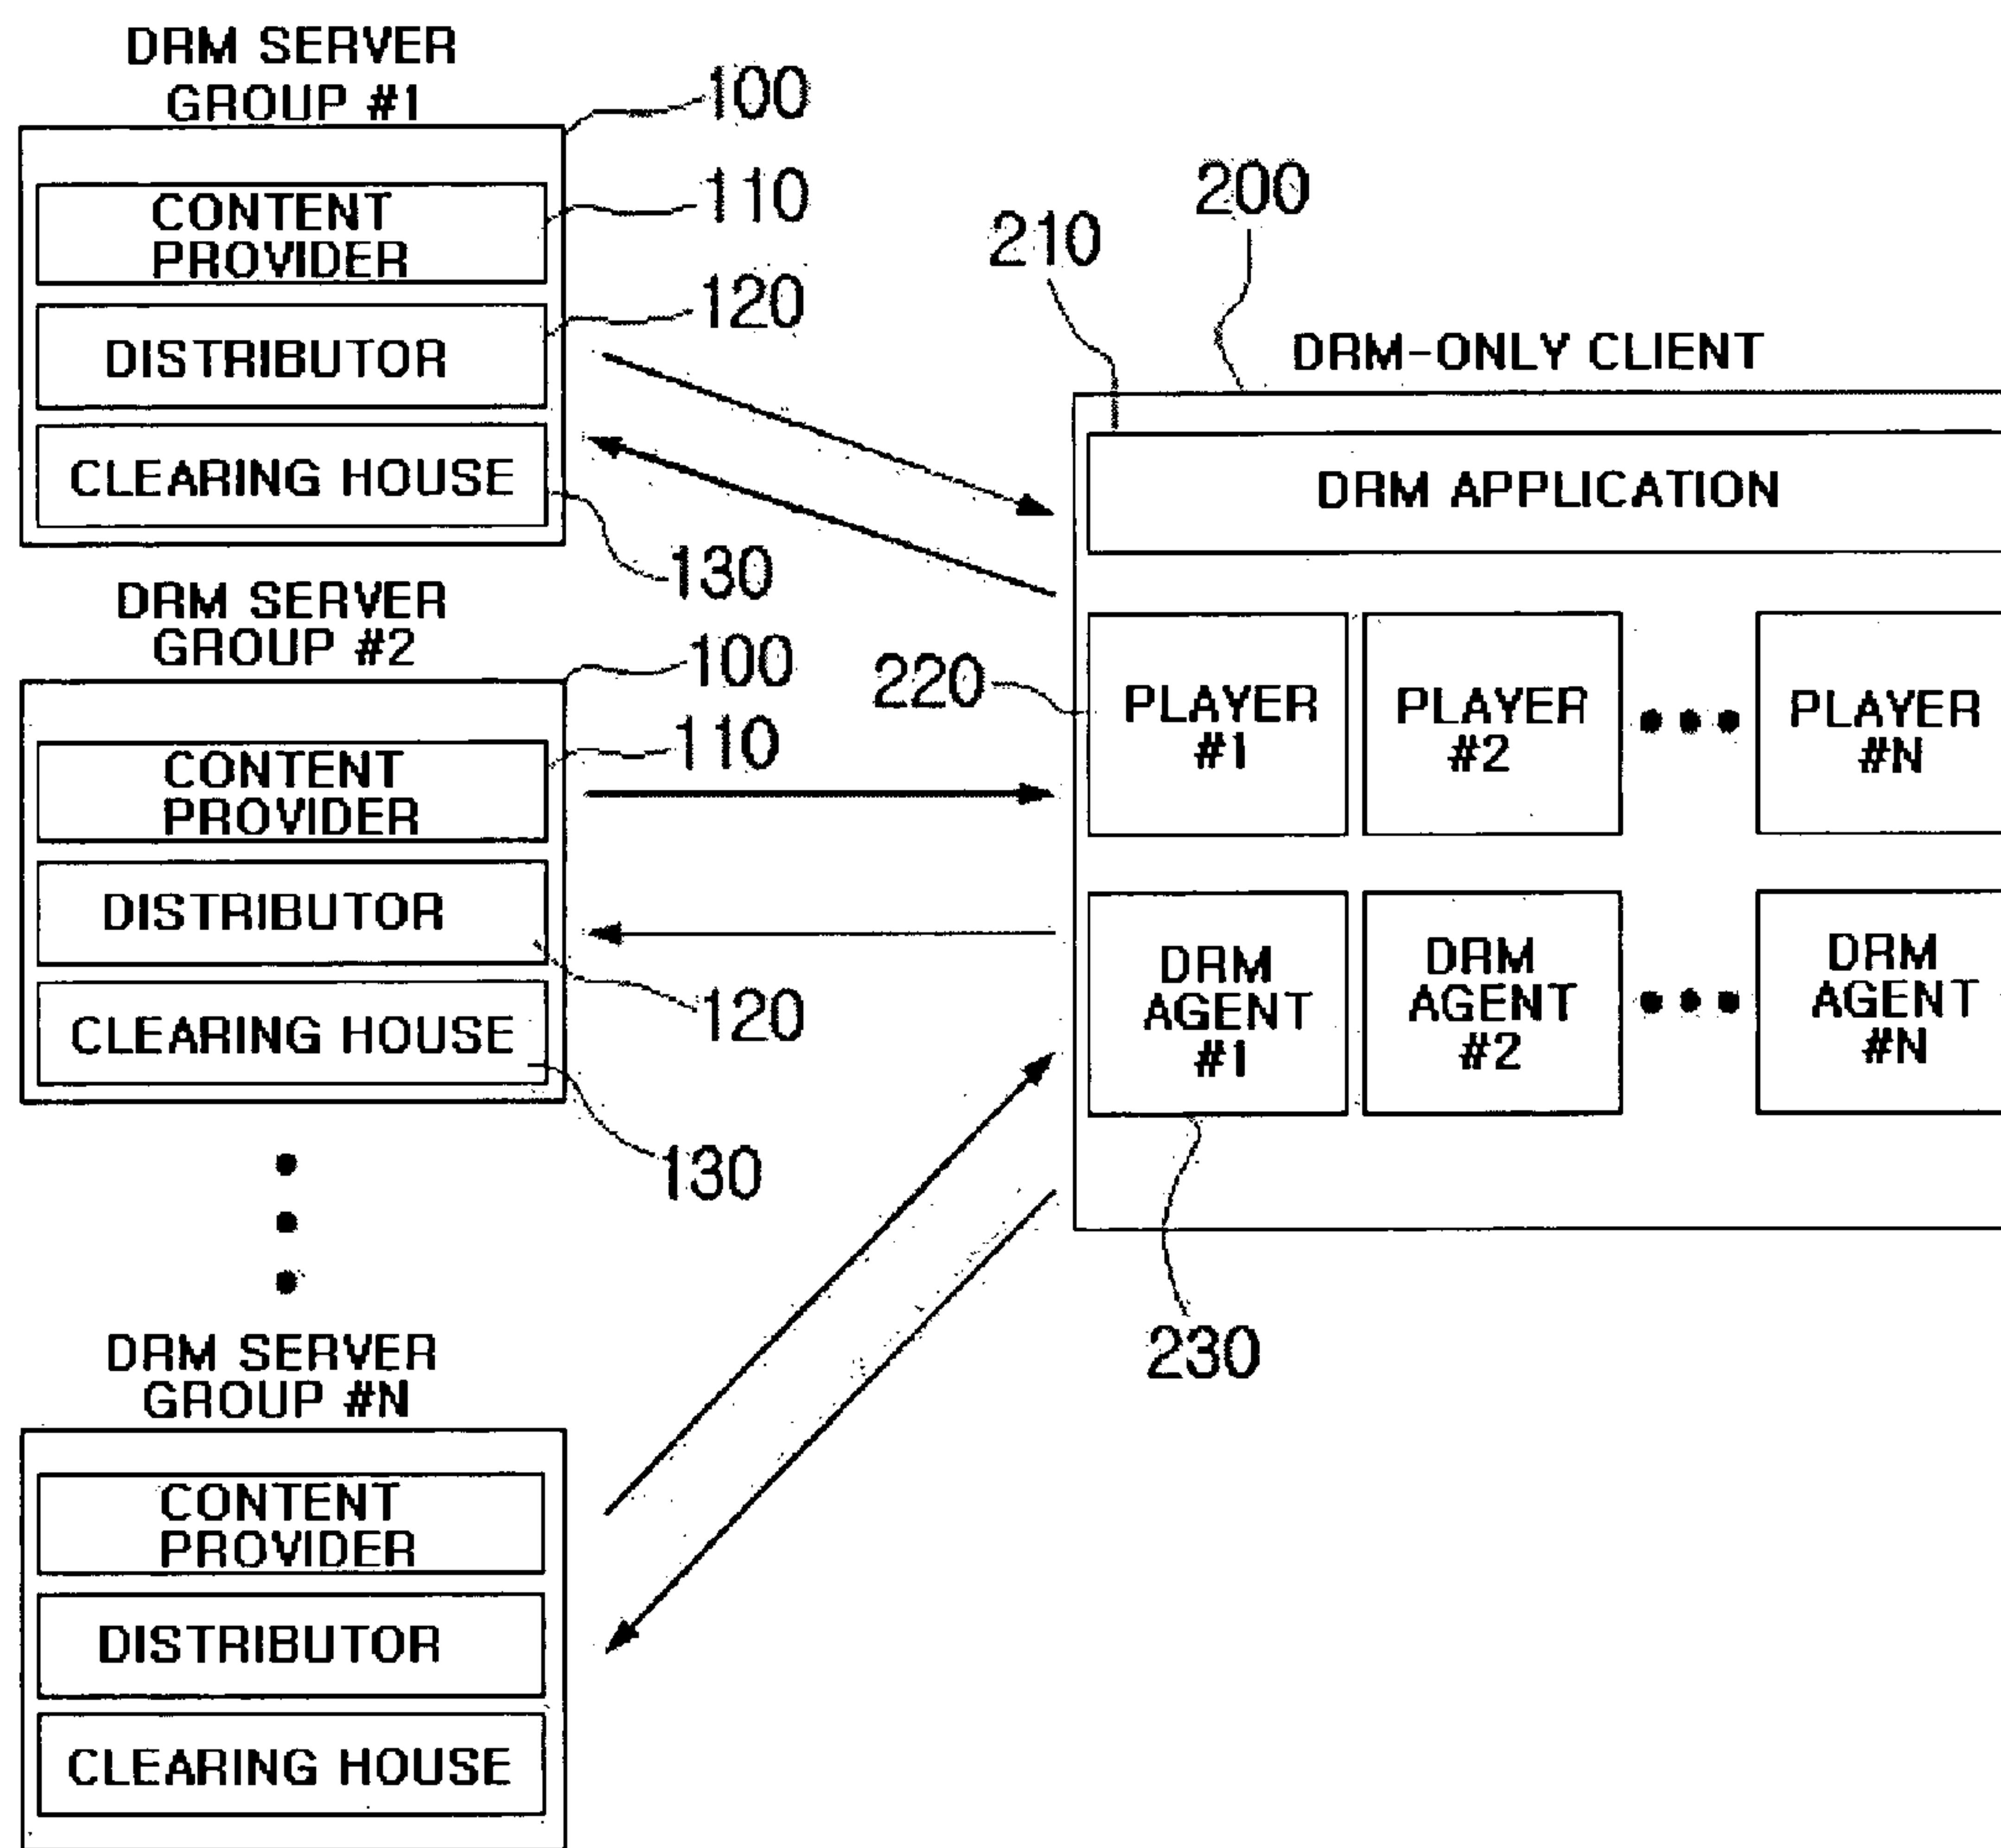 DRM SERVER
GROUP #1
100
CONTENT
PROVIDER
110
DISTRIBUTOR
120
CLEARING HOUSE
130
DRM SERVER
GROUP #2
100
CONTENT
PROVIDER
110
DISTRIBUTOR
120
CLEARING HOUSE
130
DRM SERVER
GROUP #N
CONTENT
PROVIDER
DISTRIBUTOR
CLEARING HOUSE
200
210
DRM-ONLY CLIENT
DRM APPLICATION
220
PLAYER
#1
PLAYER
#2
PLAYER
#N
DRM
AGENT
#1
DRM
AGENT
#2
DRM
AGENT
#N
230